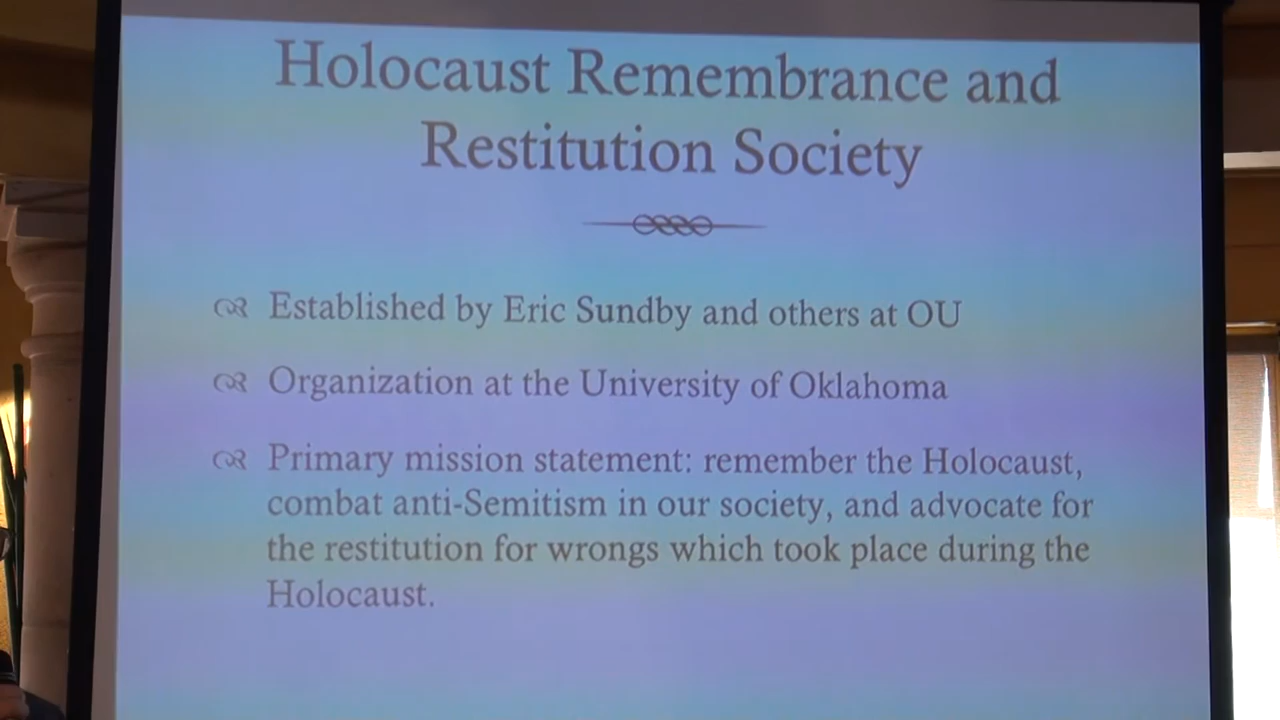 Holocaust Remembrance and
Restitution Society
Established by Eric Sundby and others at OU
Organization at the University of Oklahoma
Primary mission statement: remember the Holocaust,
combat anti-Semitism in our society, and advocate for
the restitution for wrongs which took place during the
Holocaust.